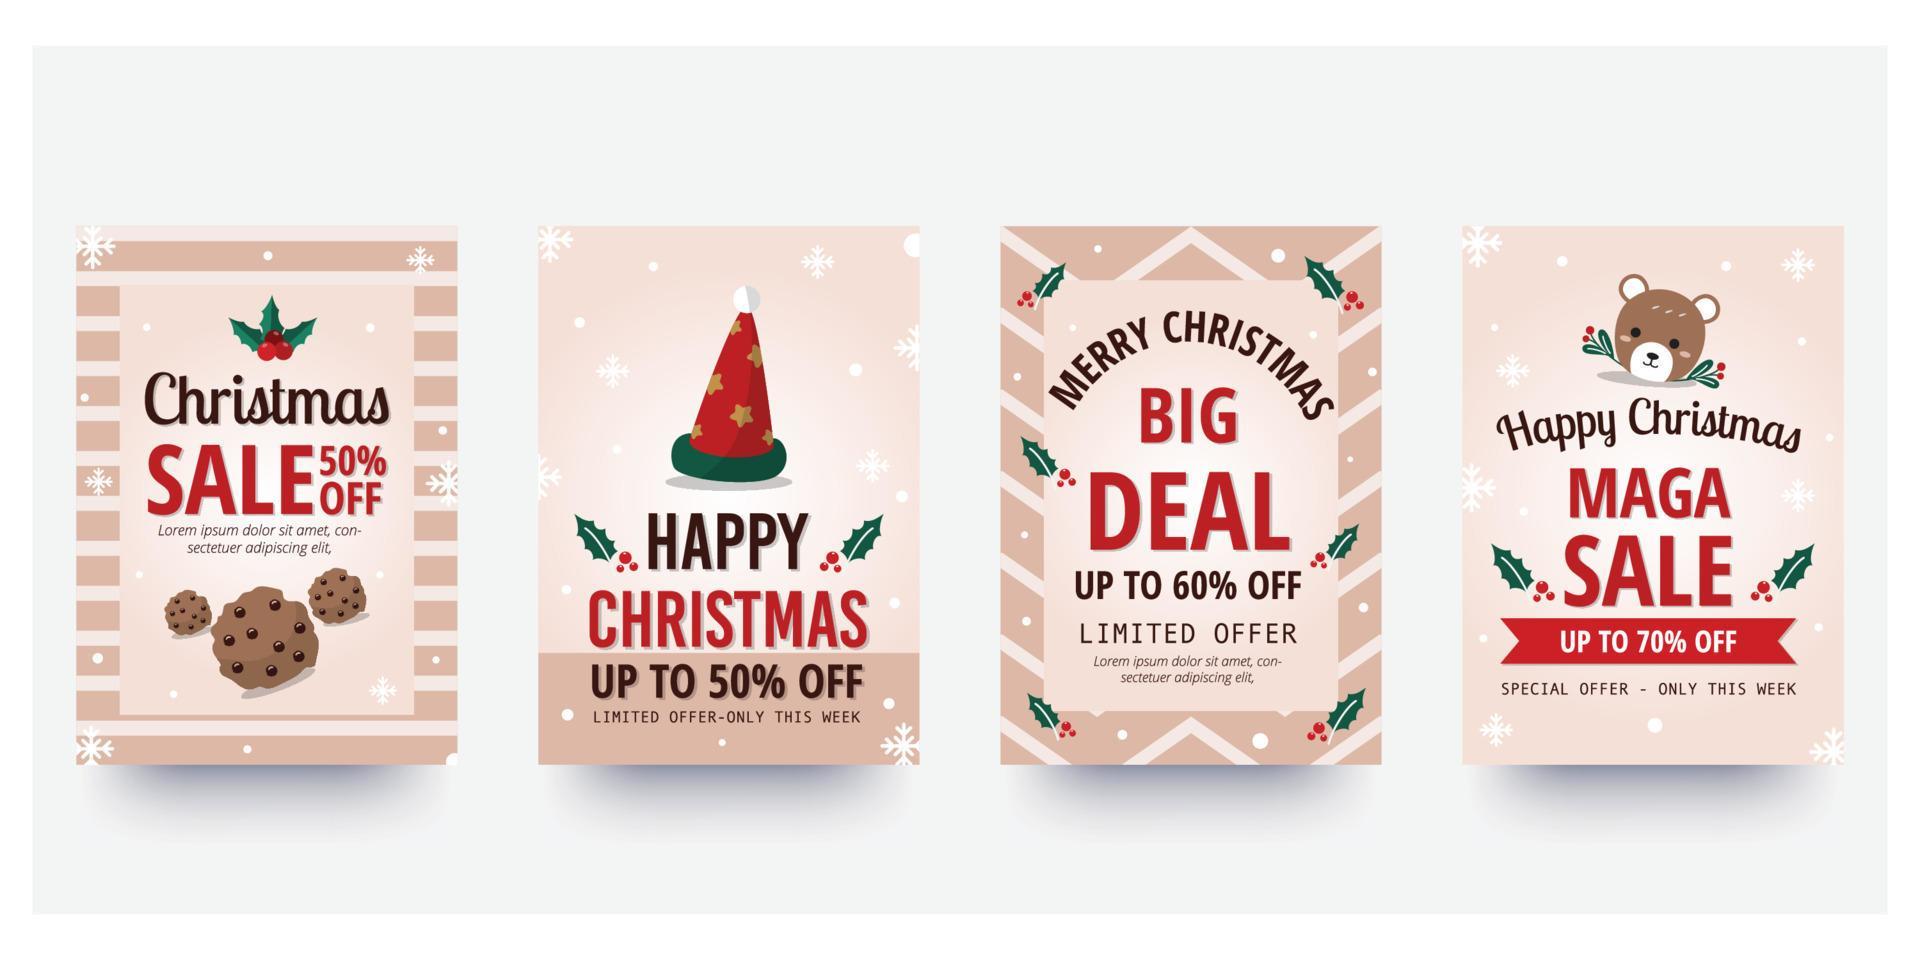 Christmas
SALE 50%
OFF
Lorem ipsum dolor sit amet, con-
sectetuer adipiscing elit,
HAPPY
CHRISTMAS
UP TO 50% OFF
LIMITED OFFER-ONLY THIS WEEK
MERRY CHRISTMAS
BIG
DEAL
UP TO 60% OFF
LIMITED OFFER
Lorem ipsum dolor sit amet, con-
sectetuer adipiscing elit,
Happy Christmas
MAGA
SALE
UP TO 70% OFF
SPECIAL OFFER - ONLY THIS WEEK